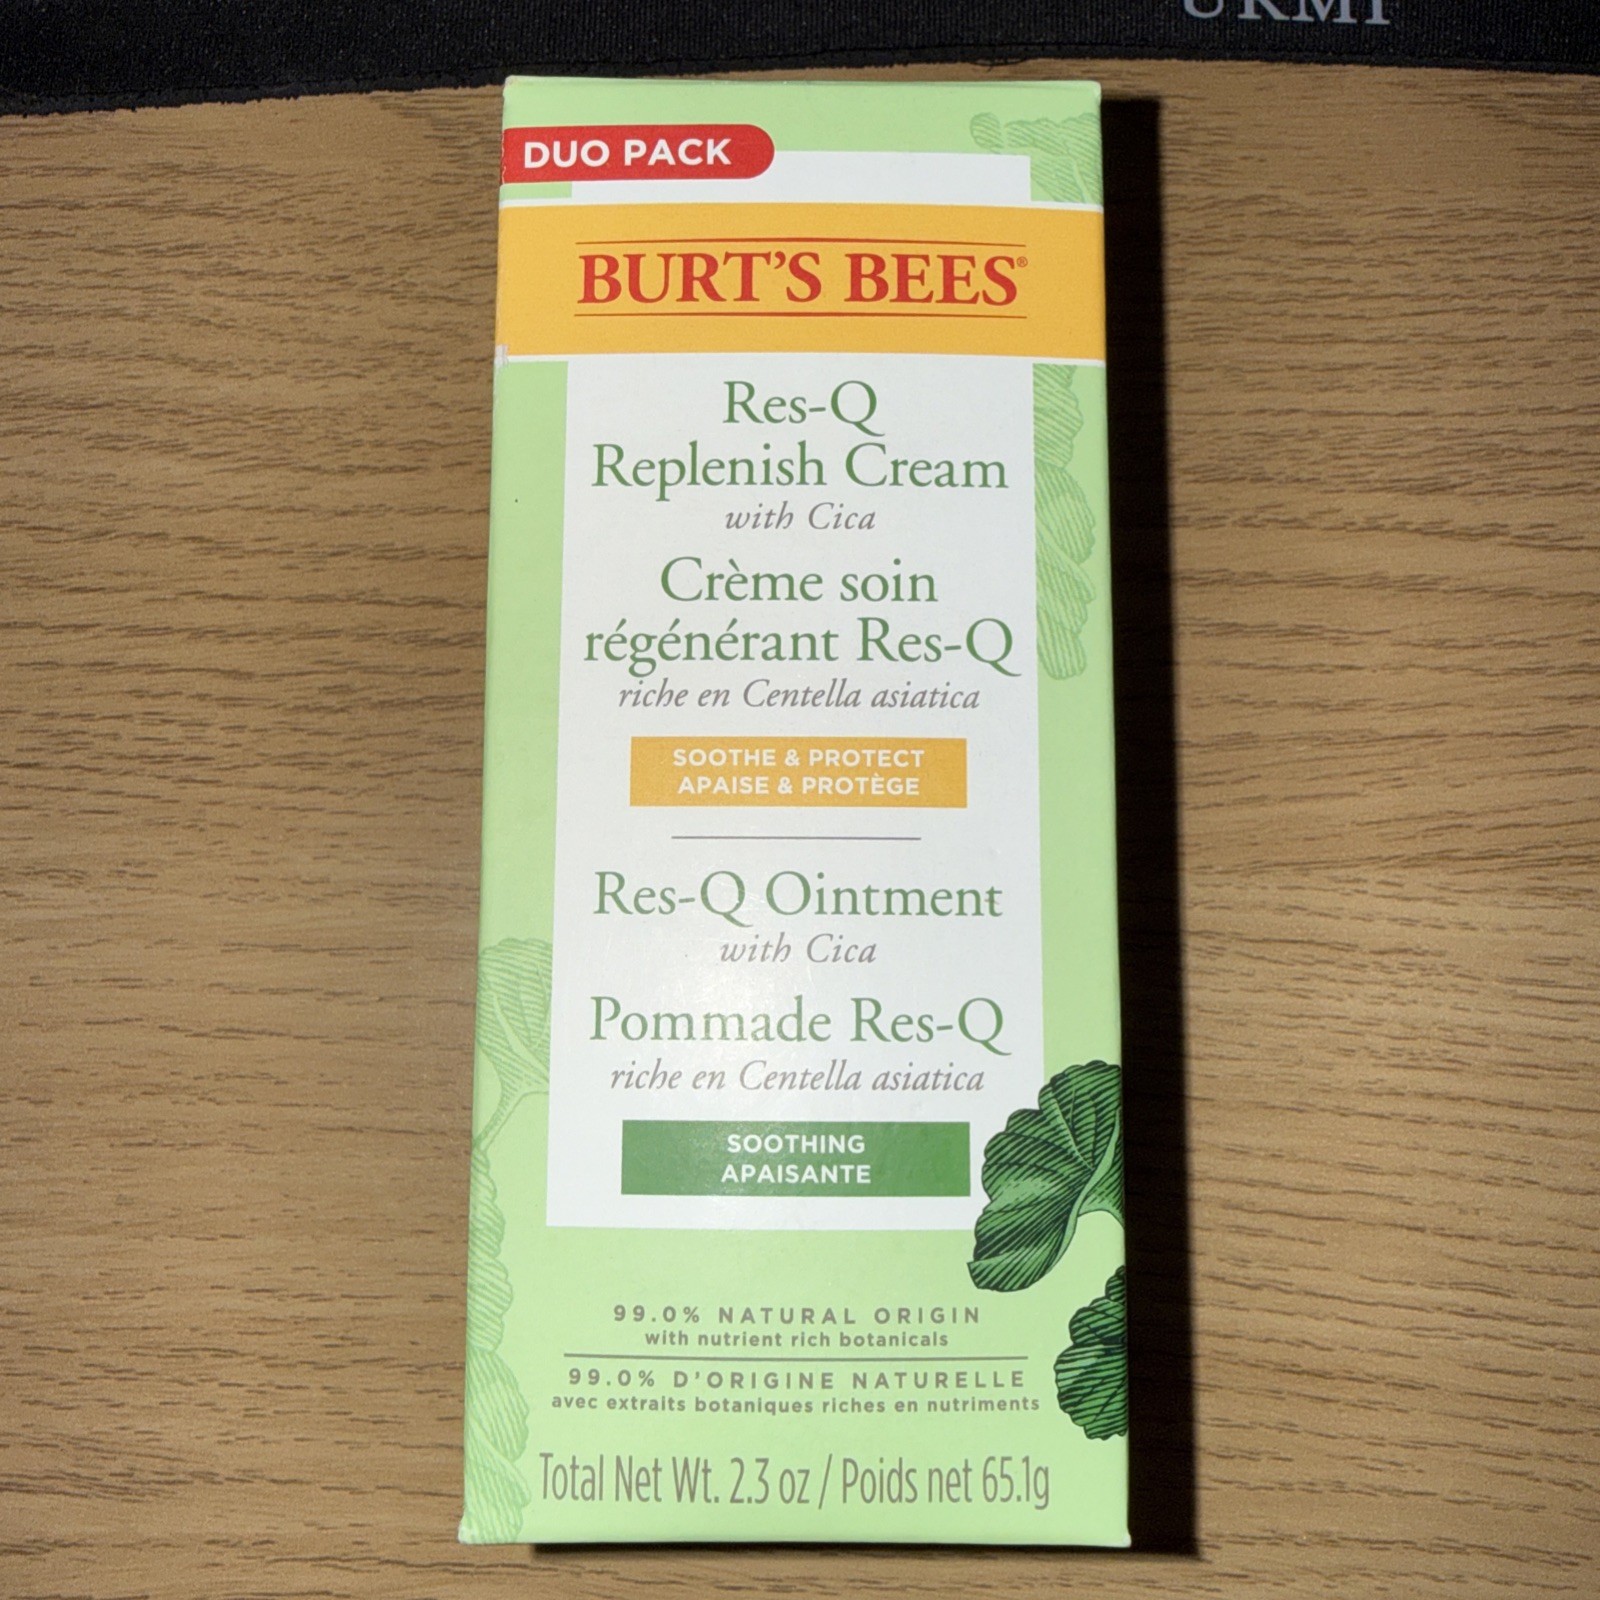 DUO PACK
BURT'S BEES®
Res-Q
Replenish Cream
with Cica
Crème soin
régénérant Res-Q
riche en Centella asiatica
SOOTHE & PROTECT
APAISE & PROTÈGE
Res-Q Ointment
with Cica
Pommade Res-Q
riche en Centella asiatica
SOOTHING
APAISANTE
99.0% NATURAL ORIGIN
with nutrient rich botanicals
99.0% D'ORIGINE NATURELLE
avec extraits botaniques riches en nutriments
Total Net Wt. 2.3 oz / Poids net 65.1g